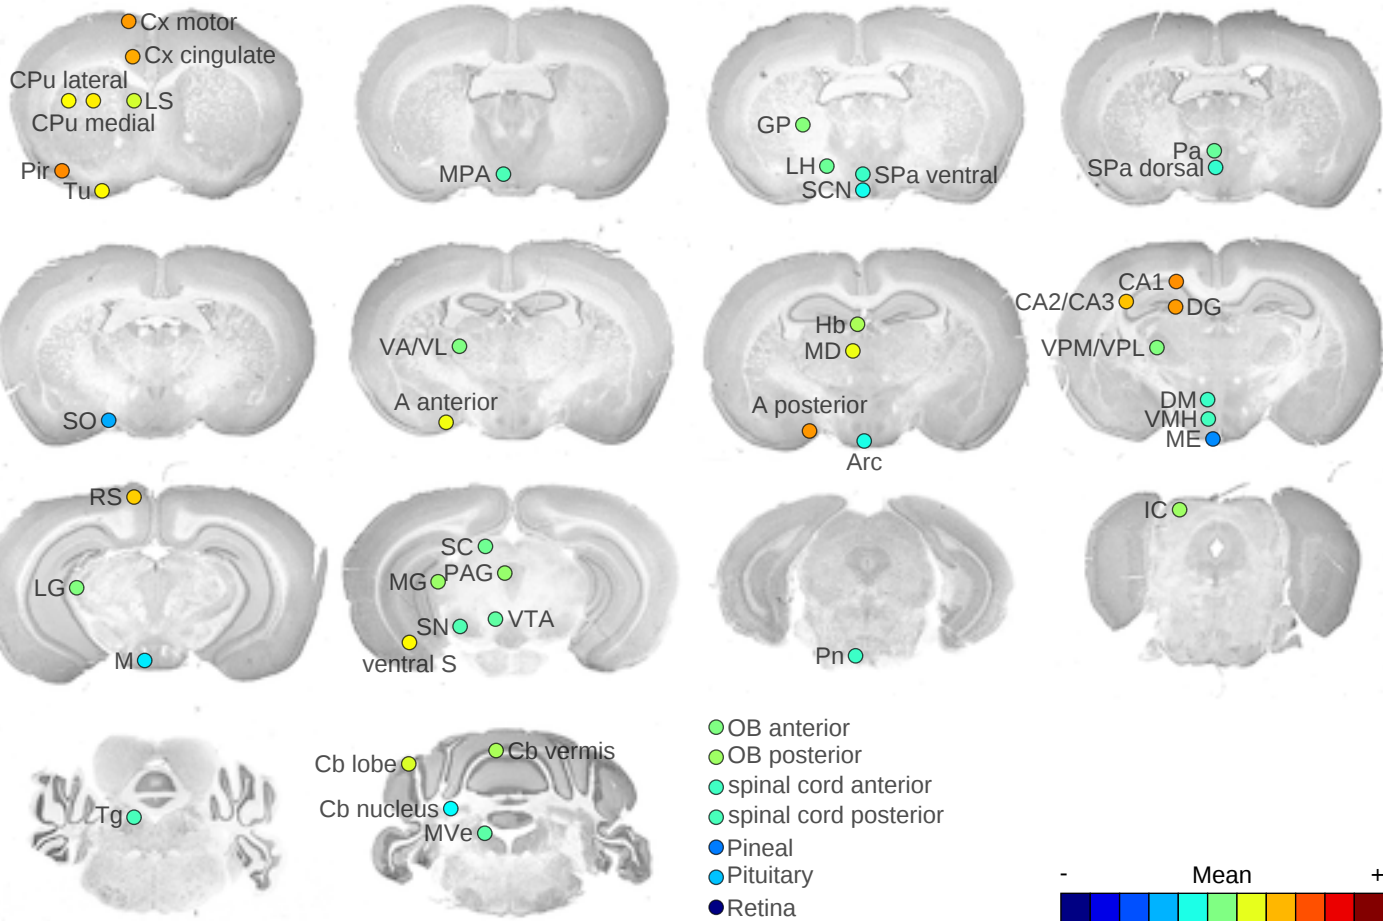 Cx motor
Cx cingulate
CPu lateral
LS
CPu medial
Pir
Tu
MPA
GP
LH
SPa ventral
SCN
Pa
SPa dorsal
SO
VA/VL
A anterior
Hb
MD
A posterior
Arc
CA1
CA2/CA3
DG
VPM/VPL
DM
VMH
ME
RS
LG
M
SC
MG
PAG
SN
VTA
ventral S
Pn
IC
Tg
Cb lobe
Cb vermis
Cb nucleus
MVe
OB anterior
OB posterior
spinal cord anterior
spinal cord posterior
Pineal
Pituitary
Retina
- Mean +